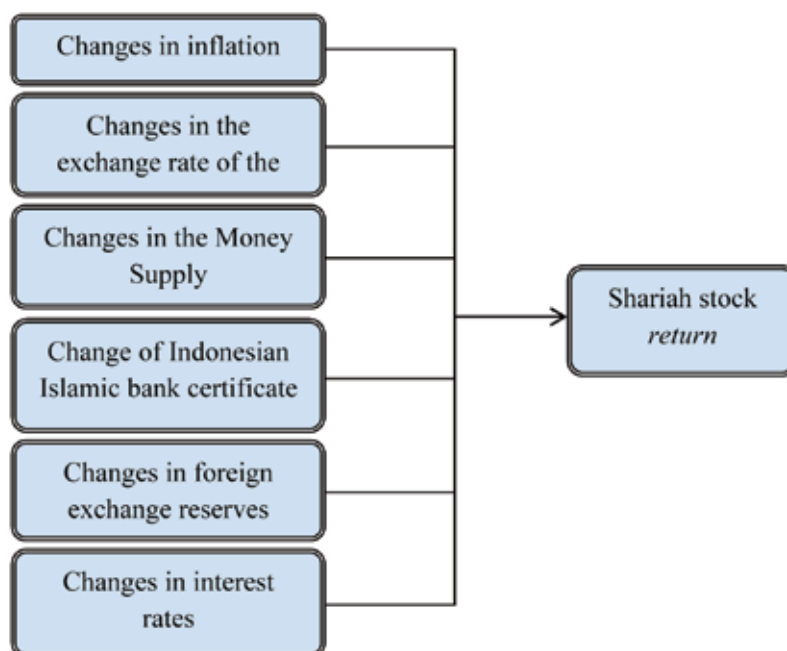 Changes in inflation
Changes in the
exchange rate of the
Changes in the Money
Supply
Change of Indonesian
Islamic bank certificate
Changes in foreign
exchange reserves
Changes in interest
rates
Shariah stock
return